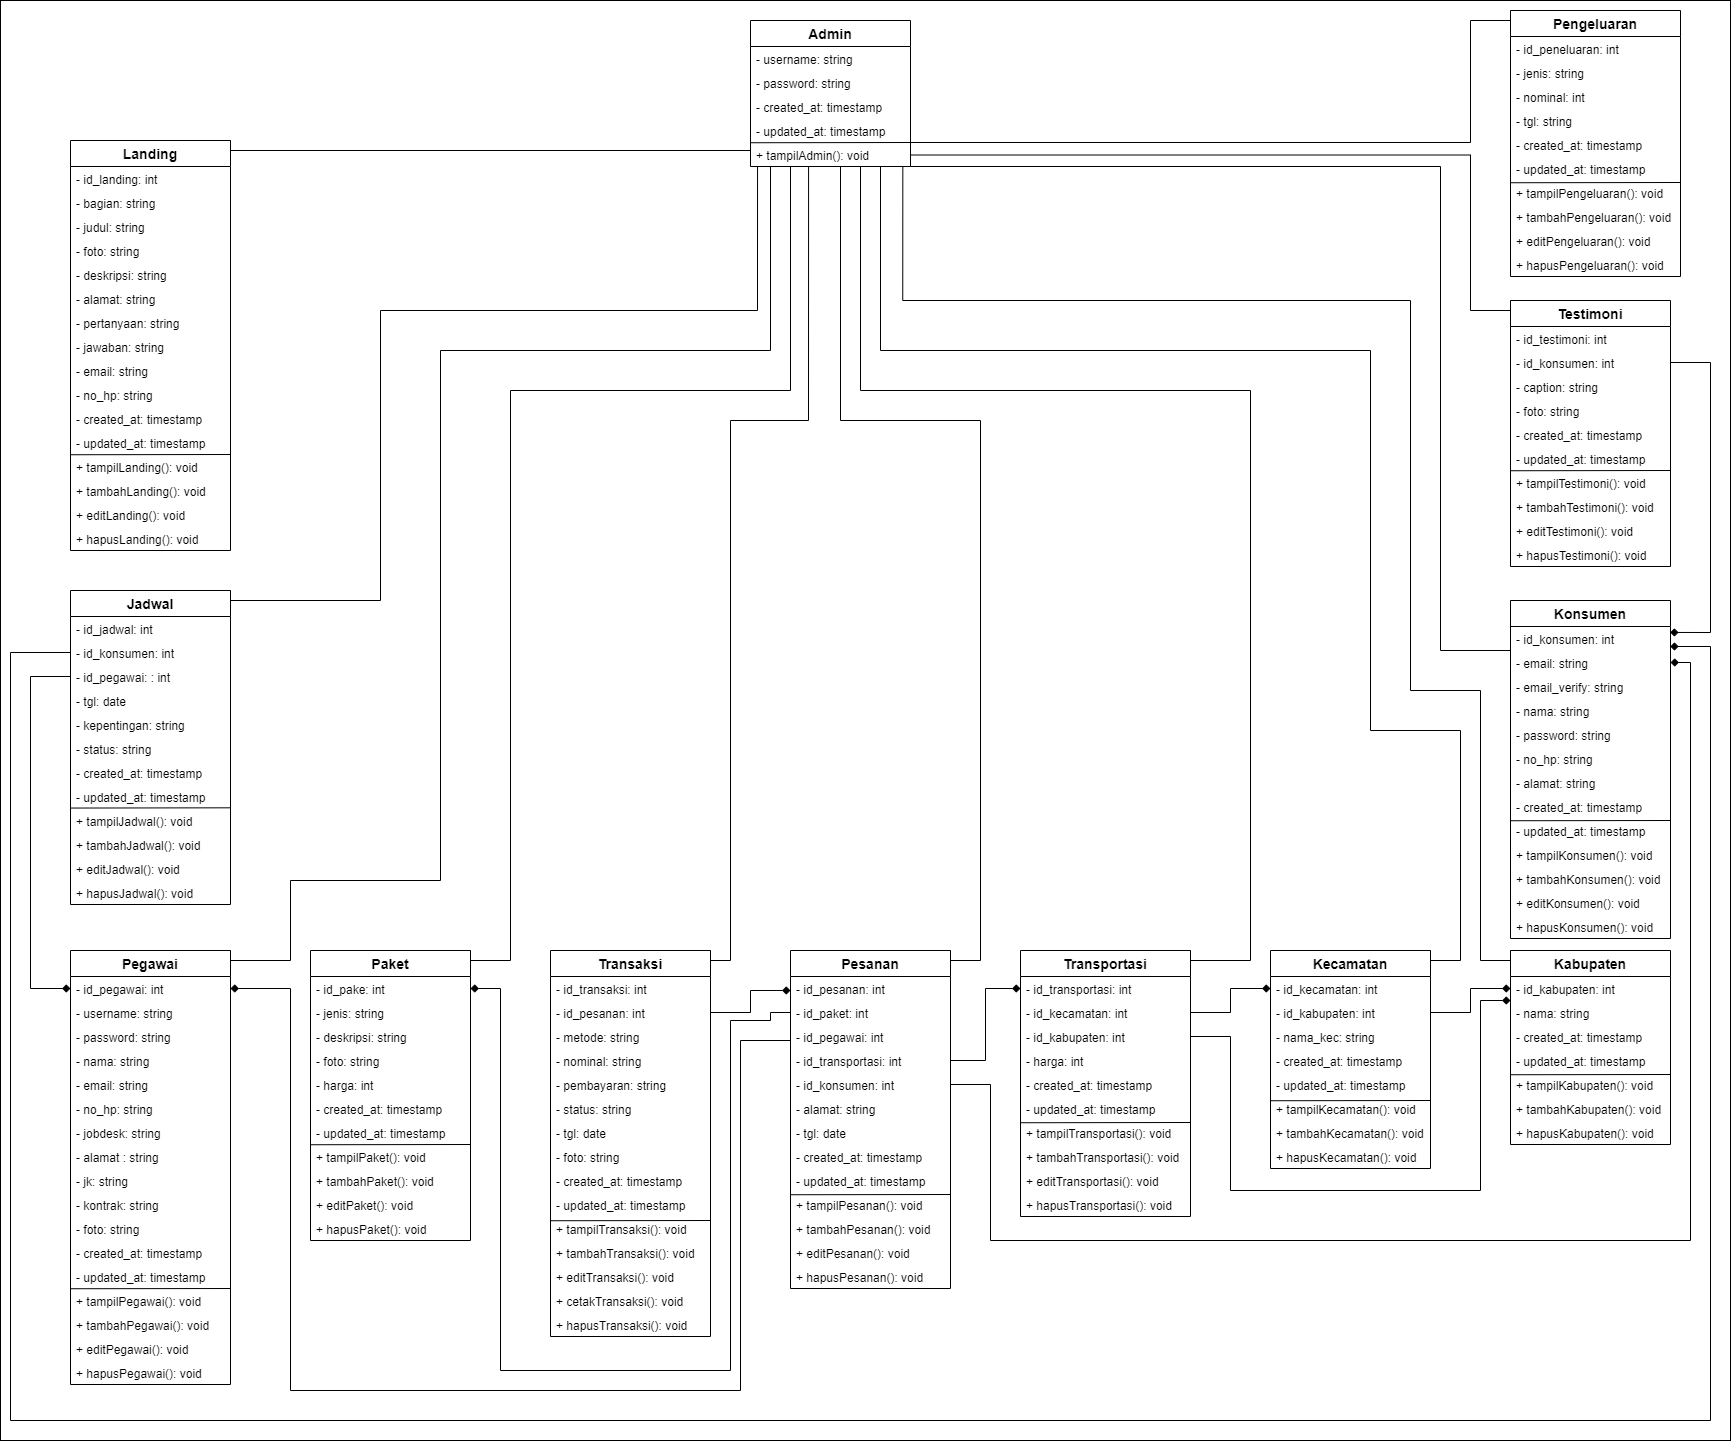 Admin
- username: string
- password: string
- created_at: timestamp
- updated_at: timestamp
+ tampilAdmin(): void
Pengeluaran
- id_peneluaran: int
- jenis: string
- nominal: int
- tgl: string
- created_at: timestamp
- updated_at: timestamp
+ tampilPengeluaran(): void
+ tambahPengeluaran(): void
+ editPengeluaran(): void
+ hapusPengeluaran(): void
Landing
- id_landing: int
- bagian: string
- judul: string
- foto: string
- deskripsi: string
- alamat: string
- pertanyaan: string
- jawaban: string
- email: string
- no_hp: string
- created_at: timestamp
- updated_at: timestamp
+ tampilLanding(): void
+ tambahLanding(): void
+ editLanding(): void
+ hapusLanding(): void
Testimoni
- id_testimoni: int
- id_konsumen: int
- caption: string
- foto: string
- created_at: timestamp
- updated_at: timestamp
+ tampilTestimoni(): void
+ tambahTestimoni(): void
+ editTestimoni(): void
+ hapusTestimoni(): void
Jadwal
- id_jadwal: int
- id_konsumen: int
- id_pegawai: : int
- tgl: date
- kepentingan: string
- status: string
- created_at: timestamp
- updated_at: timestamp
+ tampilJadwal(): void
+ tambahJadwal(): void
+ editJadwal(): void
+ hapusJadwal(): void
Konsumen
- id_konsumen: int
- email: string
- email_verify: string
- nama: string
- password: string
- no_hp: string
- alamat: string
- created_at: timestamp
- updated_at: timestamp
+ tampilKonsumen(): void
+ tambahKonsumen(): void
+ editKonsumen(): void
+ hapusKonsumen(): void
Pegawai
- id_pegawai: int
- username: string
- password: string
- nama: string
- email: string
- no_hp: string
- jobdesk: string
- alamat : string
- jk: string
- kontrak: string
- foto: string
- created_at: timestamp
- updated_at: timestamp
+ tampilPegawai(): void
+ tambahPegawai(): void
+ editPegawai(): void
+ hapusPegawai(): void
Paket
- id_pake: int
- jenis: string
- deskripsi: string
- foto: string
- harga: int
- created_at: timestamp
- updated_at: timestamp
+ tampilPaket(): void
+ tambahPaket(): void
+ editPaket(): void
+ hapusPaket(): void
Transaksi
- id_transaksi: int
- id_pesanan: int
- metode: string
- nominal: string
- pembayaran: string
- status: string
- tgl: date
- foto: string
- created_at: timestamp
- updated_at: timestamp
+ tampilTransaksi(): void
+ tambahTransaksi(): void
+ editTransaksi(): void
+ cetakTransaksi(): void
+ hapusTransaksi(): void
Pesanan
- id_pesanan: int
- id_paket: int
- id_pegawai: int
- id_transportasi: int
- id_konsumen: int
- alamat: string
- tgl: date
- created_at: timestamp
- updated_at: timestamp
+ tampilPesanan(): void
+ tambahPesanan(): void
+ editPesanan(): void
+ hapusPesanan(): void
Transportasi
- id_transportasi: int
- id_kecamatan: int
- id_kabupaten: int
- harga: int
- created_at: timestamp
- updated_at: timestamp
+ tampilTransportasi(): void
+ tambahTransportasi(): void
+ editTransportasi(): void
+ hapusTransportasi(): void
Kecamatan
- id_kecamatan: int
- id_kabupaten: int
- nama_kec: string
- created_at: timestamp
- updated_at: timestamp
+ tampilKecamatan(): void
+ tambahKecamatan(): void
+ hapusKecamatan(): void
Kabupaten
- id_kabupaten: int
- nama: string
- created_at: timestamp
- updated_at: timestamp
+ tampilKabupaten(): void
+ tambahKabupaten(): void
+ hapusKabupaten(): void